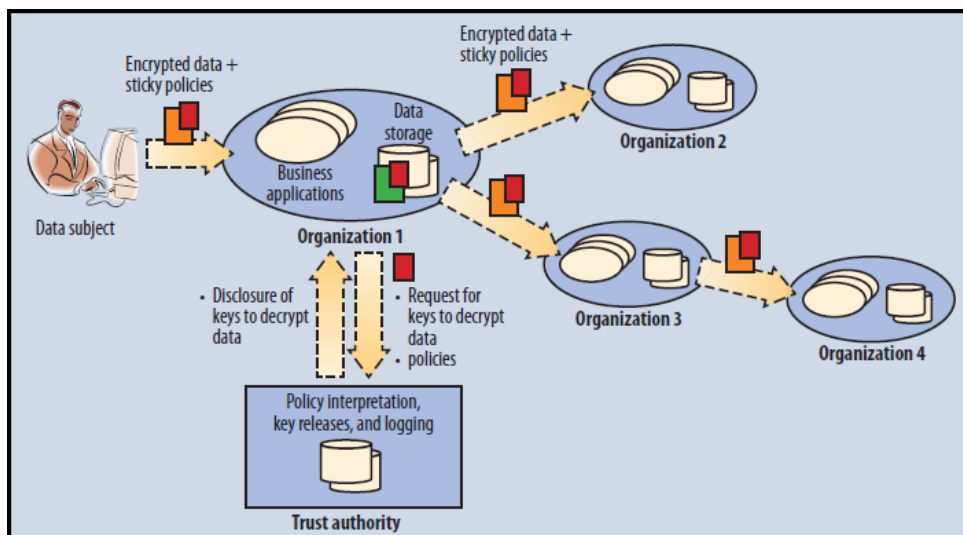 Encrypted data +
sticky policies
Encrypted data +
sticky policies
Data
storage
Business
applications
Organization 1
Organization 2
Data subject
• Disclosure of
keys to decrypt
data
• Request for
keys to decrypt
data
• policies
Organization 3
Organization 4
Policy interpretation,
key releases, and logging
Trust authority